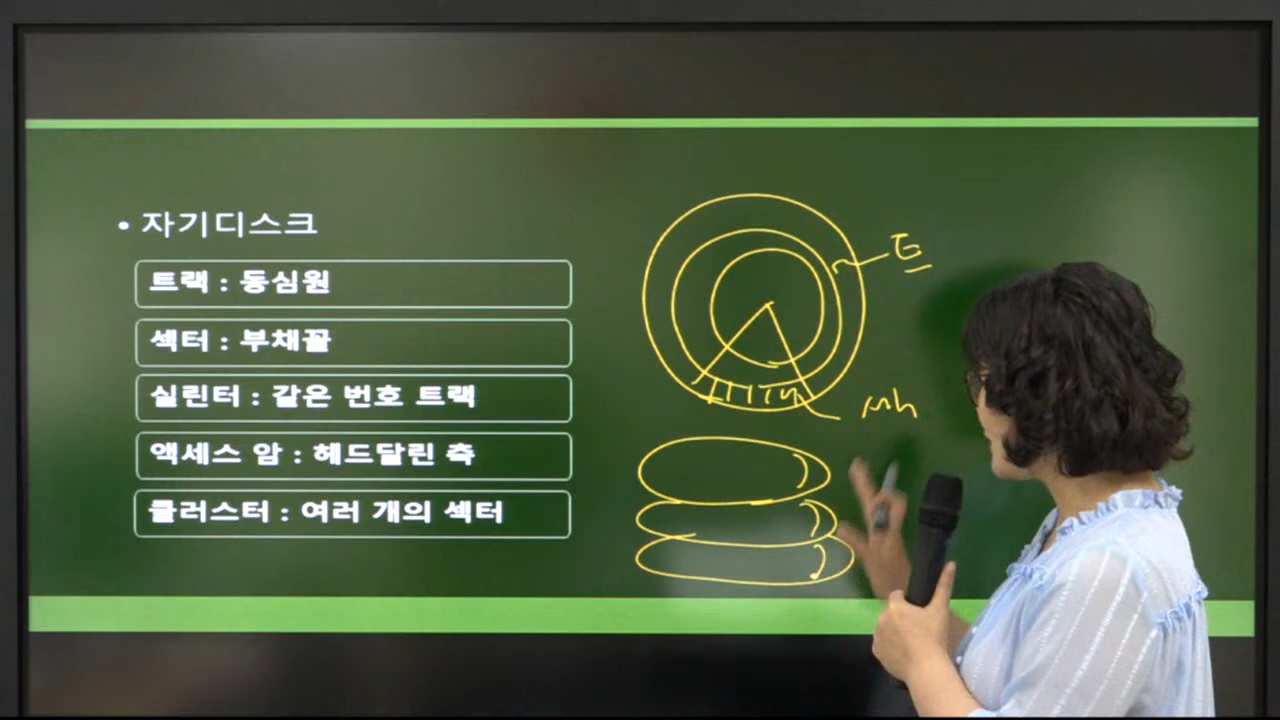 • 자기디스크
트랙 : 동심원
섹터 : 부채꼴
실린터 : 같은 번호 트랙
액세스 암 : 헤드달린 축
클러스터 : 여러 개의 섹터
트